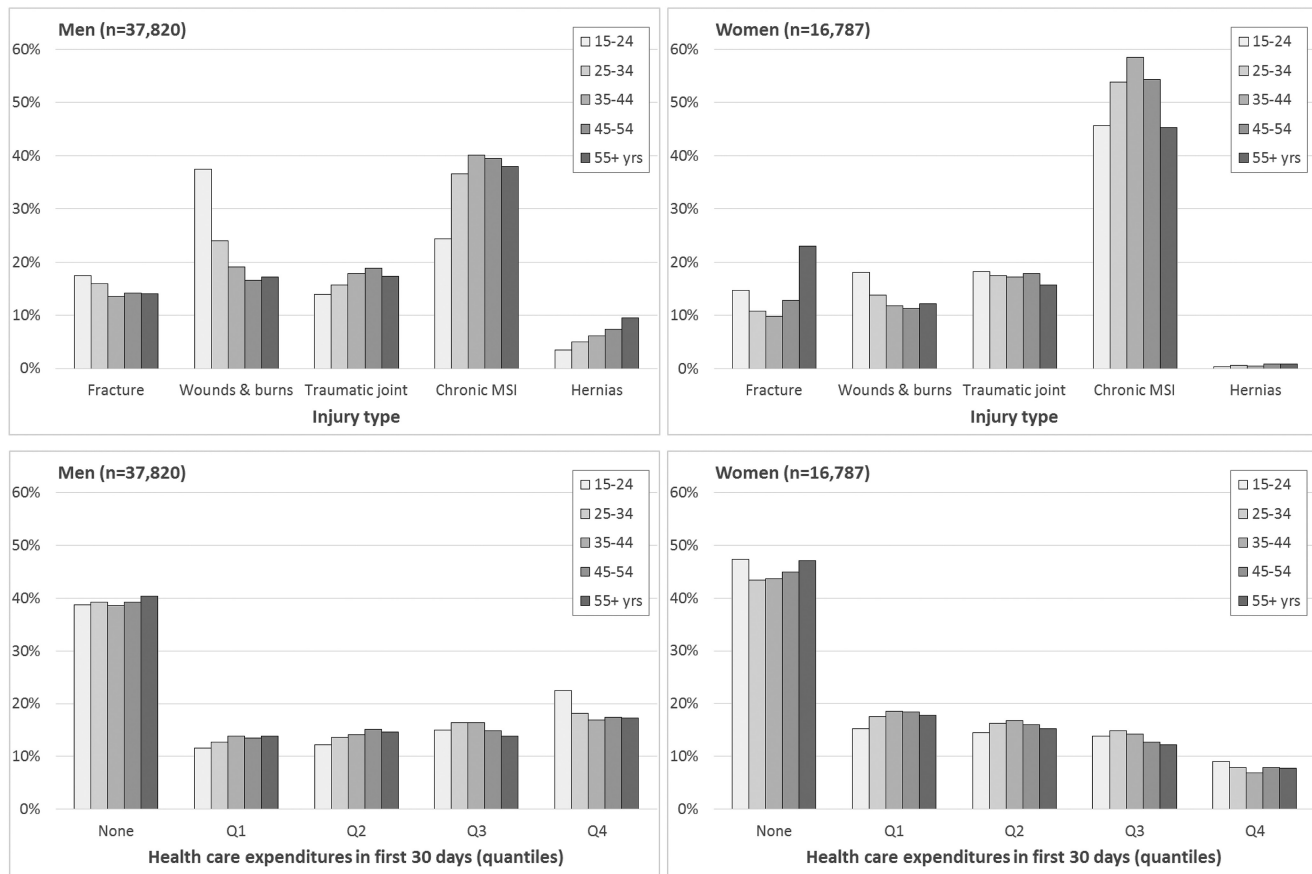 Men (n=37,820)
60%
50%
40%
30%
20%
10%
0%
15-24
25-34
35-44
45-54
55+ yrs
Fracture Wounds & burns Traumatic joint Chronic MSI Hernias
Injury type
Women (n=16,787)
60%
50%
40%
30%
20%
10%
0%
15-24
25-34
35-44
45-54
55+ yrs
Fracture Wounds & burns Traumatic joint Chronic MSI Hernias
Injury type
Men (n=37,820)
60%
50%
40%
30%
20%
10%
0%
15-24
25-34
35-44
45-54
55+ yrs
None Q1 Q2 Q3 Q4
Health care expenditures in first 30 days (quantiles)
Women (n=16,787)
60%
50%
40%
30%
20%
10%
0%
15-24
25-34
35-44
45-54
55+ yrs
None Q1 Q2 Q3 Q4
Health care expenditures in first 30 days (quantiles)